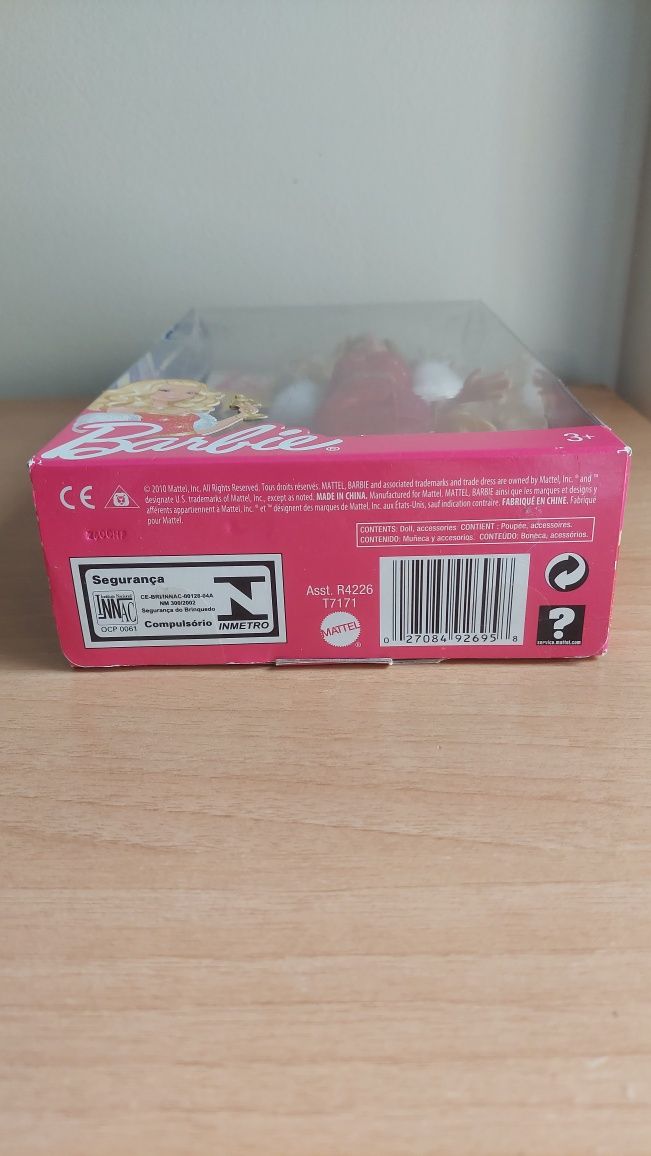 Barbie®
3+
CE
© 2010 Mattel, Inc. All Rights Reserved. Tous droits réservés. MATTEL, BARBIE and associated trademarks and trade dress are owned by Mattel, Inc. ® and ™
designate U.S. trademarks of Mattel, Inc., except as noted. MADE IN CHINA. Manufactured for Mattel. MATTEL, BARBIE ainsi que les marques et designs y
afférents appartiennent à Mattel, Inc. ® et ™ désignent des marques de Mattel, Inc. aux États-Unis, sauf indication contraire. FABRIQUÉ EN CHINE. Fabriqué
pour Mattel.
CONTENTS: Doll, accessories CONTIENT : Poupée, accessoires.
CONTENIDO: Muñeca y accesorios. CONTEÚDO: Boneca, acessórios.
Segurança
Instituto Nacional
INNAC
OCP 0061
CE-BRI/INNAC-00120-04A
NM 300/2002
Segurança do Brinquedo
Compulsório
INMETRO
Asst. R4226
T7171
MATTEL®
0 27084 92695 8
?
service.mattel.com